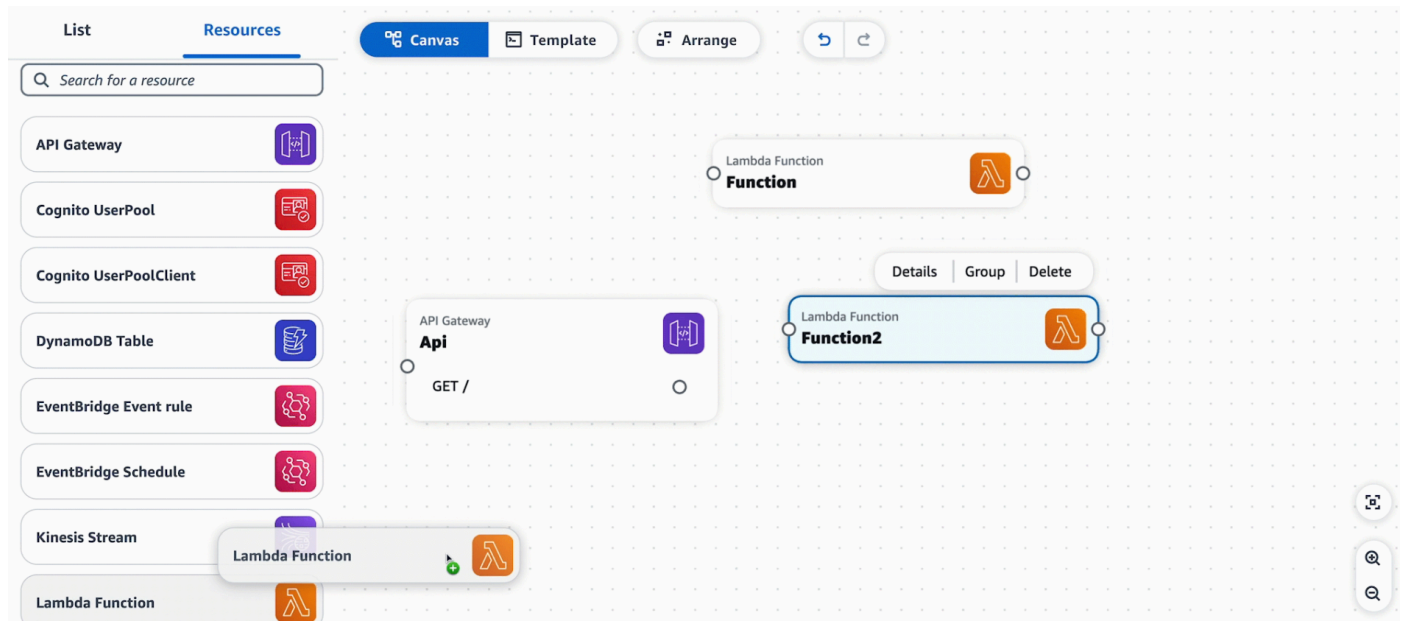 List
Resources
Canvas
Template
Arrange
Search for a resource
API Gateway
Cognito UserPool
Cognito UserPoolClient
DynamoDB Table
EventBridge Event rule
EventBridge Schedule
Kinesis Stream
Lambda Function
Lambda Function
Lambda Function
Function
Details
Group
Delete
Lambda Function
Function2
API Gateway
Api
GET /